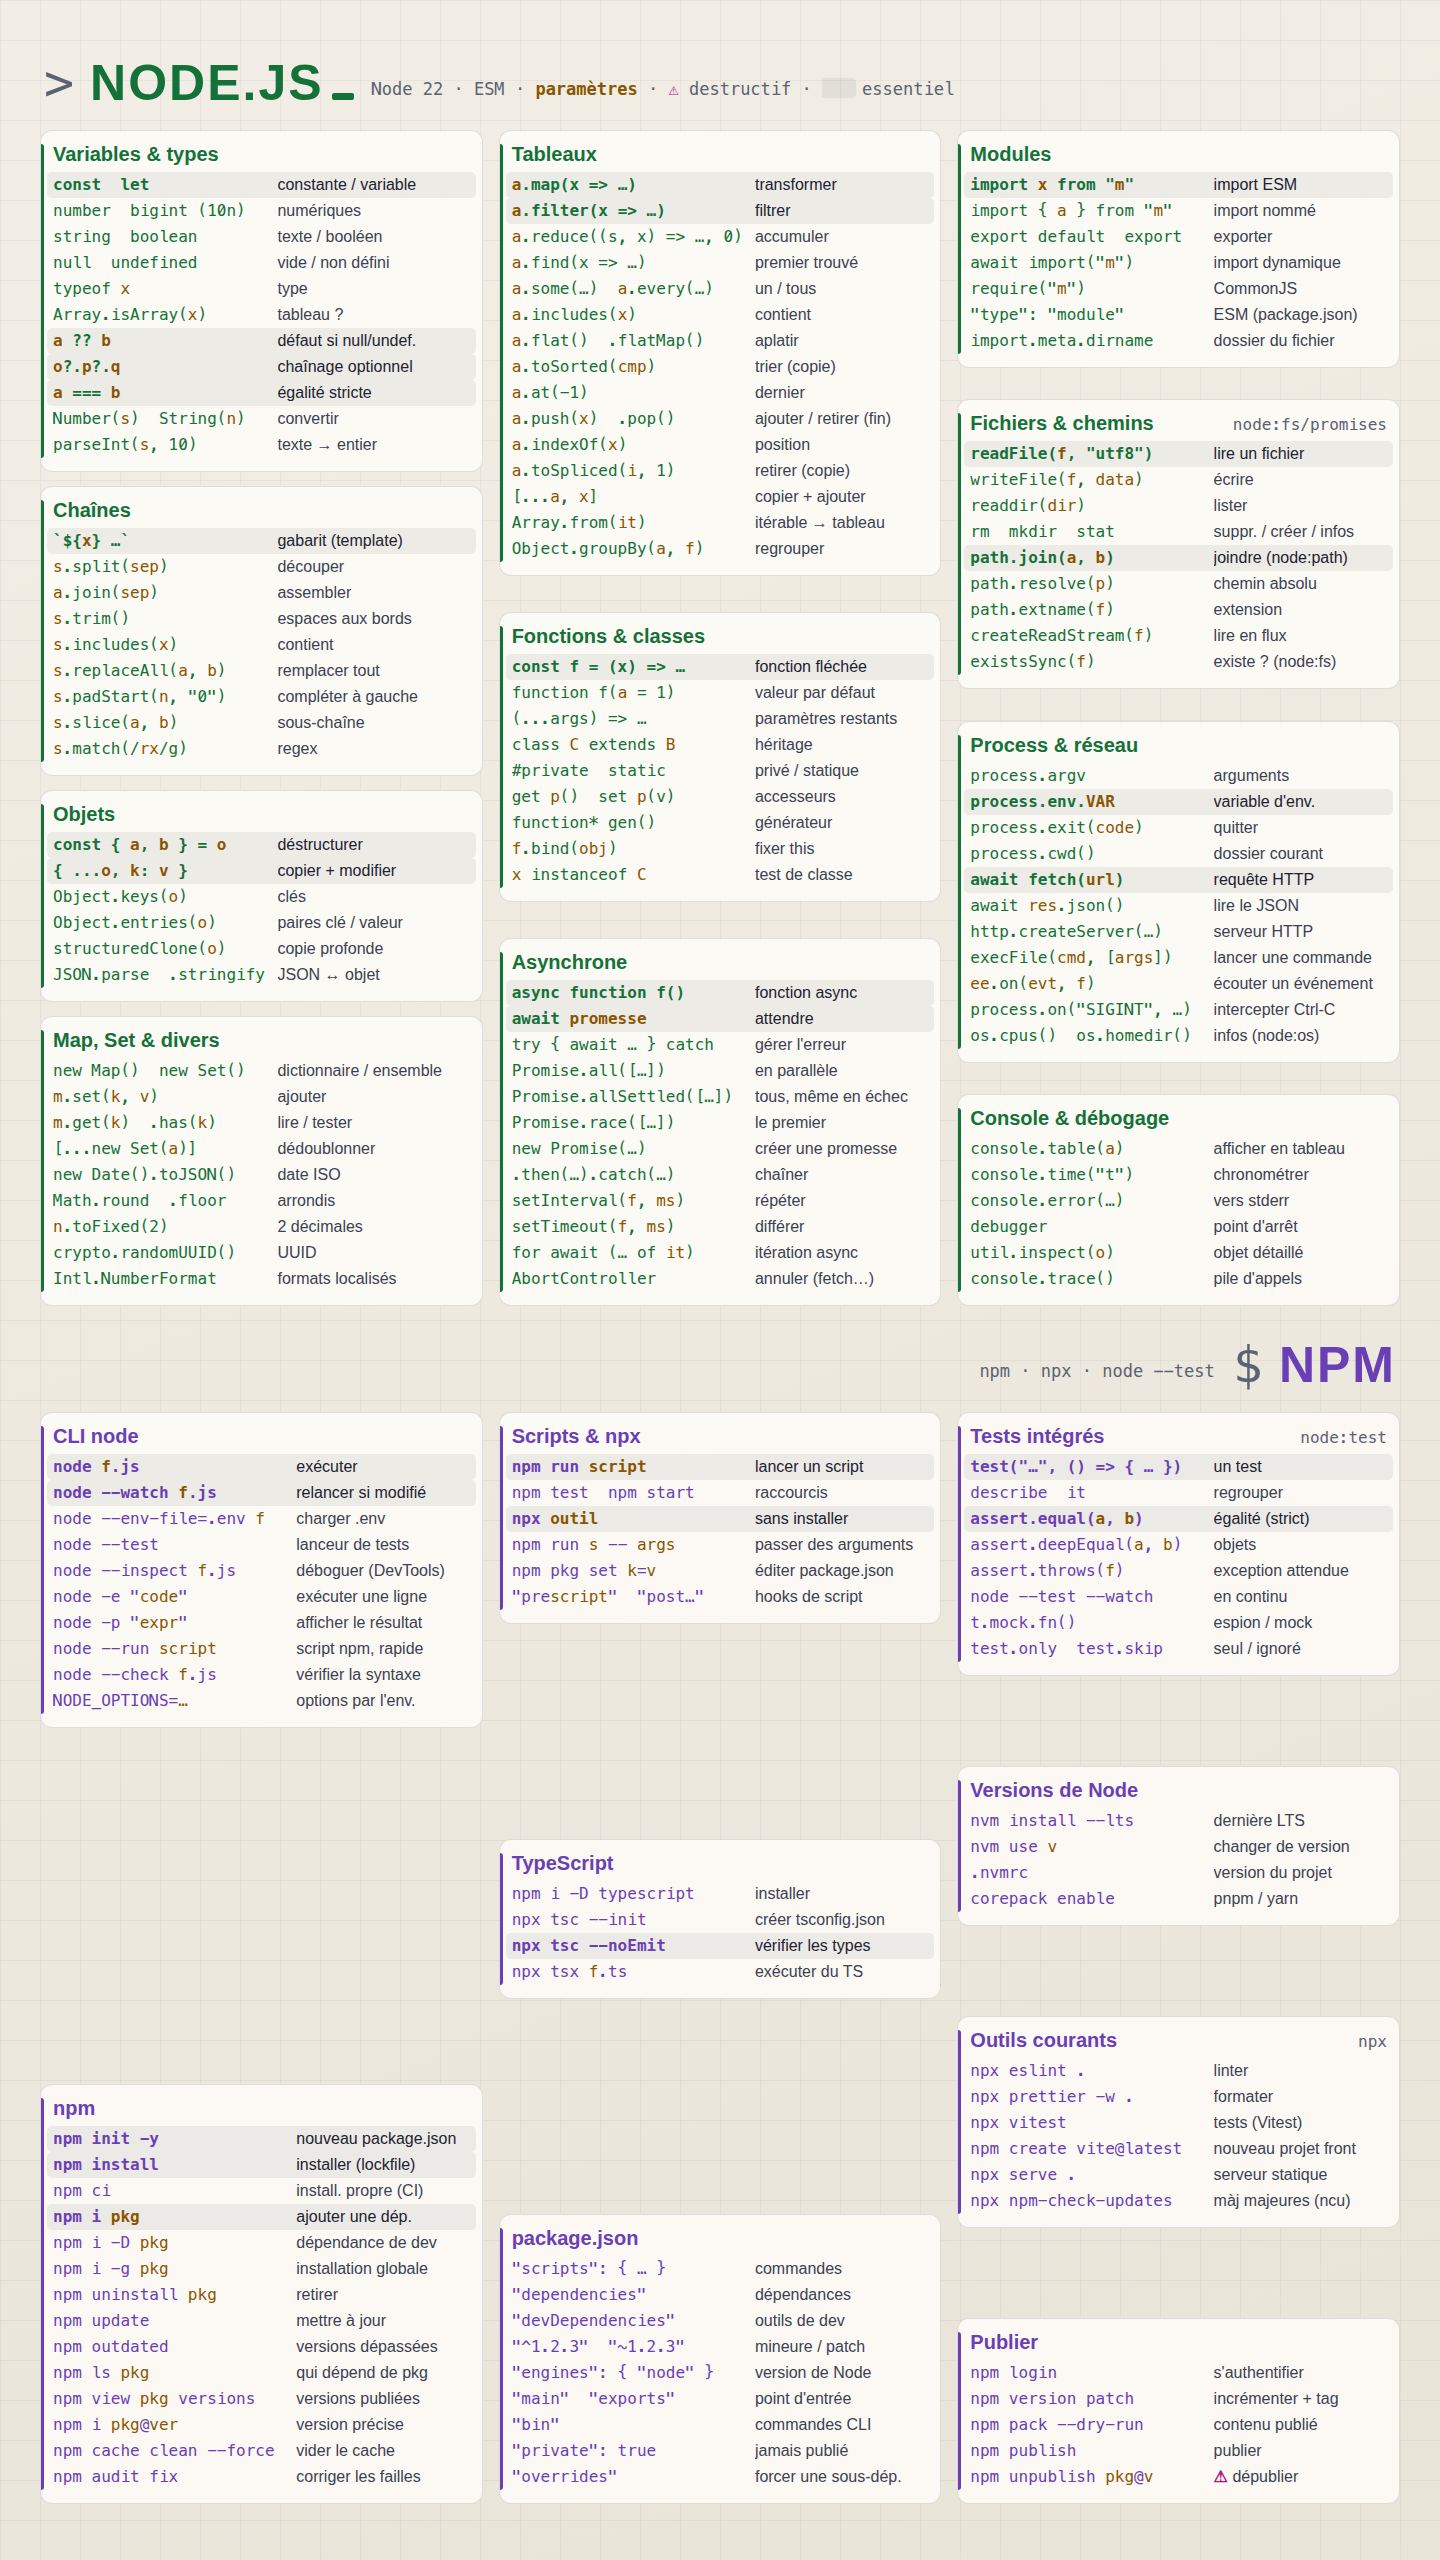 > NODE.JS_ Node 22 · ESM · paramètres · ⚠ destructif · essentiel
Variables & types
const  let constante / variable
number  bigint (10n) numériques
string  boolean texte / booléen
null  undefined vide / non défini
typeof x type
Array.isArray(x) tableau ?
a ?? b défaut si null/undef.
o?.p?.q chaînage optionnel
a === b égalité stricte
Number(s)  String(n) convertir
parseInt(s, 10) texte → entier
Chaînes
`${x} …` gabarit (template)
s.split(sep) découper
a.join(sep) assembler
s.trim() espaces aux bords
s.includes(x) contient
s.replaceAll(a, b) remplacer tout
s.padStart(n, "0") compléter à gauche
s.slice(a, b) sous-chaîne
s.match(/rx/g) regex
Objets
const { a, b } = o déstructurer
{ ...o, k: v } copier + modifier
Object.keys(o) clés
Object.entries(o) paires clé / valeur
structuredClone(o) copie profonde
JSON.parse  .stringify JSON ↔ objet
Map, Set & divers
new Map()  new Set() dictionnaire / ensemble
m.set(k, v) ajouter
m.get(k)  .has(k) lire / tester
[...new Set(a)] dédoublonner
new Date().toJSON() date ISO
Math.round  .floor arrondis
n.toFixed(2) 2 décimales
crypto.randomUUID() UUID
Intl.NumberFormat formats localisés
Tableaux
a.map(x => …) transformer
a.filter(x => …) filtrer
a.reduce((s, x) => …, 0) accumuler
a.find(x => …) premier trouvé
a.some(…)  a.every(…) un / tous
a.includes(x) contient
a.flat()  .flatMap() aplatir
a.toSorted(cmp) trier (copie)
a.at(-1) dernier
a.push(x)  .pop() ajouter / retirer (fin)
a.indexOf(x) position
a.toSpliced(i, 1) retirer (copie)
[...a, x] copier + ajouter
Array.from(it) itérable → tableau
Object.groupBy(a, f) regrouper
Fonctions & classes
const f = (x) => … fonction fléchée
function f(a = 1) valeur par défaut
(...args) => … paramètres restants
class C extends B héritage
#private  static privé / statique
get p()  set p(v) accesseurs
function* gen() générateur
f.bind(obj) fixer this
x instanceof C test de classe
Asynchrone
async function f() fonction async
await promesse attendre
try { await … } catch gérer l'erreur
Promise.all([…]) en parallèle
Promise.allSettled([…]) tous, même en échec
Promise.race([…]) le premier
new Promise(…) créer une promesse
.then(…).catch(…) chaîner
setInterval(f, ms) répéter
setTimeout(f, ms) différer
for await (… of it) itération async
AbortController annuler (fetch…)
Modules
import x from "m" import ESM
import { a } from "m" import nommé
export default  export exporter
await import("m") import dynamique
require("m") CommonJS
"type": "module" ESM (package.json)
import.meta.dirname dossier du fichier
Fichiers & chemins node:fs/promises
readFile(f, "utf8") lire un fichier
writeFile(f, data) écrire
readdir(dir) lister
rm  mkdir  stat suppr. / créer / infos
path.join(a, b) joindre (node:path)
path.resolve(p) chemin absolu
path.extname(f) extension
createReadStream(f) lire en flux
existsSync(f) existe ? (node:fs)
Process & réseau
process.argv arguments
process.env.VAR variable d'env.
process.exit(code) quitter
process.cwd() dossier courant
await fetch(url) requête HTTP
await res.json() lire le JSON
http.createServer(…) serveur HTTP
execFile(cmd, [args]) lancer une commande
ee.on(evt, f) écouter un événement
process.on("SIGINT", …) intercepter Ctrl-C
os.cpus()  os.homedir() infos (node:os)
Console & débogage
console.table(a) afficher en tableau
console.time("t") chronométrer
console.error(…) vers stderr
debugger point d'arrêt
util.inspect(o) objet détaillé
console.trace() pile d'appels
npm · npx · node --test $ NPM
CLI node
node f.js exécuter
node --watch f.js relancer si modifié
node --env-file=.env f charger .env
node --test lanceur de tests
node --inspect f.js déboguer (DevTools)
node -e "code" exécuter une ligne
node -p "expr" afficher le résultat
node --run script script npm, rapide
node --check f.js vérifier la syntaxe
NODE_OPTIONS=… options par l'env.
npm
npm init -y nouveau package.json
npm install installer (lockfile)
npm ci install. propre (CI)
npm i pkg ajouter une dép.
npm i -D pkg dépendance de dev
npm i -g pkg installation globale
npm uninstall pkg retirer
npm update mettre à jour
npm outdated versions dépassées
npm ls pkg qui dépend de pkg
npm view pkg versions versions publiées
npm i pkg@ver version précise
npm cache clean --force vider le cache
npm audit fix corriger les failles
Scripts & npx
npm run script lancer un script
npm test  npm start raccourcis
npx outil sans installer
npm run s -- args passer des arguments
npm pkg set k=v éditer package.json
"prescript"  "post…" hooks de script
TypeScript
npm i -D typescript installer
npx tsc --init créer tsconfig.json
npx tsc --noEmit vérifier les types
npx tsx f.ts exécuter du TS
package.json
"scripts": { … } commandes
"dependencies" dépendances
"devDependencies" outils de dev
"^1.2.3"  "~1.2.3" mineure / patch
"engines": { "node" } version de Node
"main"  "exports" point d'entrée
"bin" commandes CLI
"private": true jamais publié
"overrides" forcer une sous-dép.
Tests intégrés node:test
test("…", () => { … }) un test
describe  it regrouper
assert.equal(a, b) égalité (strict)
assert.deepEqual(a, b) objets
assert.throws(f) exception attendue
node --test --watch en continu
t.mock.fn() espion / mock
test.only  test.skip seul / ignoré
Versions de Node
nvm install --lts dernière LTS
nvm use v changer de version
.nvmrc version du projet
corepack enable pnpm / yarn
Outils courants npx
npx eslint . linter
npx prettier -w . formater
npx vitest tests (Vitest)
npm create vite@latest nouveau projet front
npx serve . serveur statique
npx npm-check-updates màj majeures (ncu)
Publier
npm login s'authentifier
npm version patch incrémenter + tag
npm pack --dry-run contenu publié
npm publish publier
npm unpublish pkg@v ⚠ dépublier